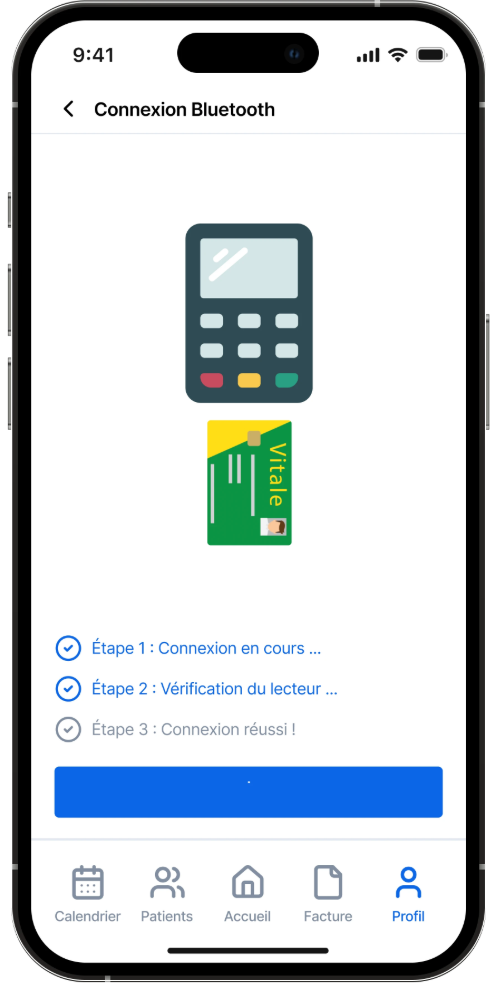 9:41
Connexion Bluetooth
Vitale
Étape 1 : Connexion en cours ...
Étape 2 : Vérification du lecteur ...
Étape 3 : Connexion réussi !
.
Calendrier
Patients
Accueil
Facture
Profil